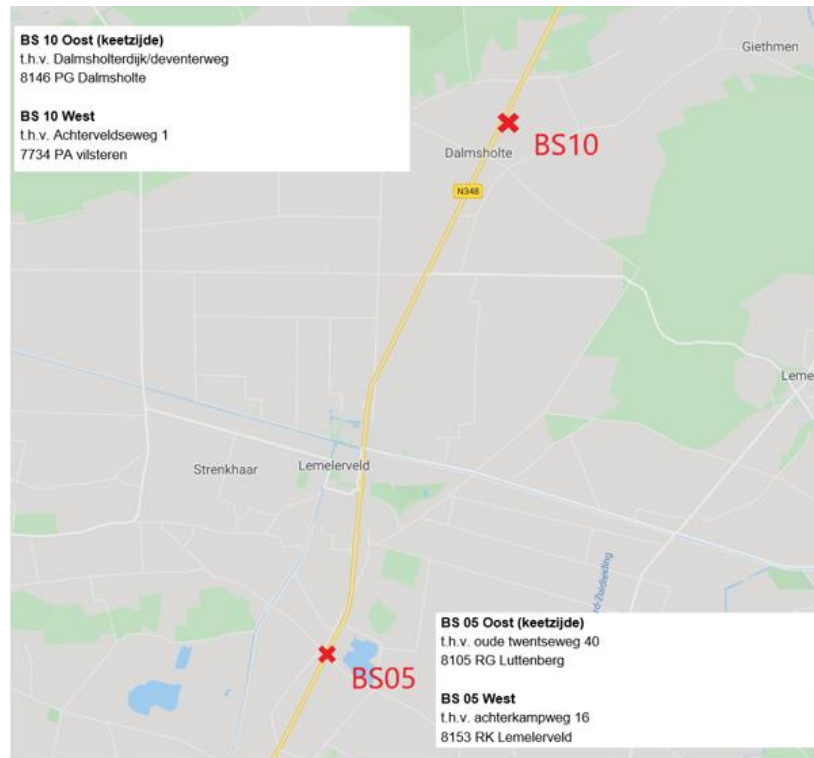 BS 10 Oost (keetzijde)
t.h.v. Dalmsholterdijk/deventerweg
8146 PG Dalmsholte
BS 10 West
t.h.v. Achterveldseweg 1
7734 PA vilsteren
Giethmen
BS10
Dalmsholte
N348
Leme
Strenkhaar
Lemelerveld
rd-Zuidleiding
BS05
BS 05 Oost (keetzijde)
t.h.v. oude twentseweg 40
8105 RG Luttenberg
BS 05 West
t.h.v. achterkampweg 16
8153 RK Lemelerveld